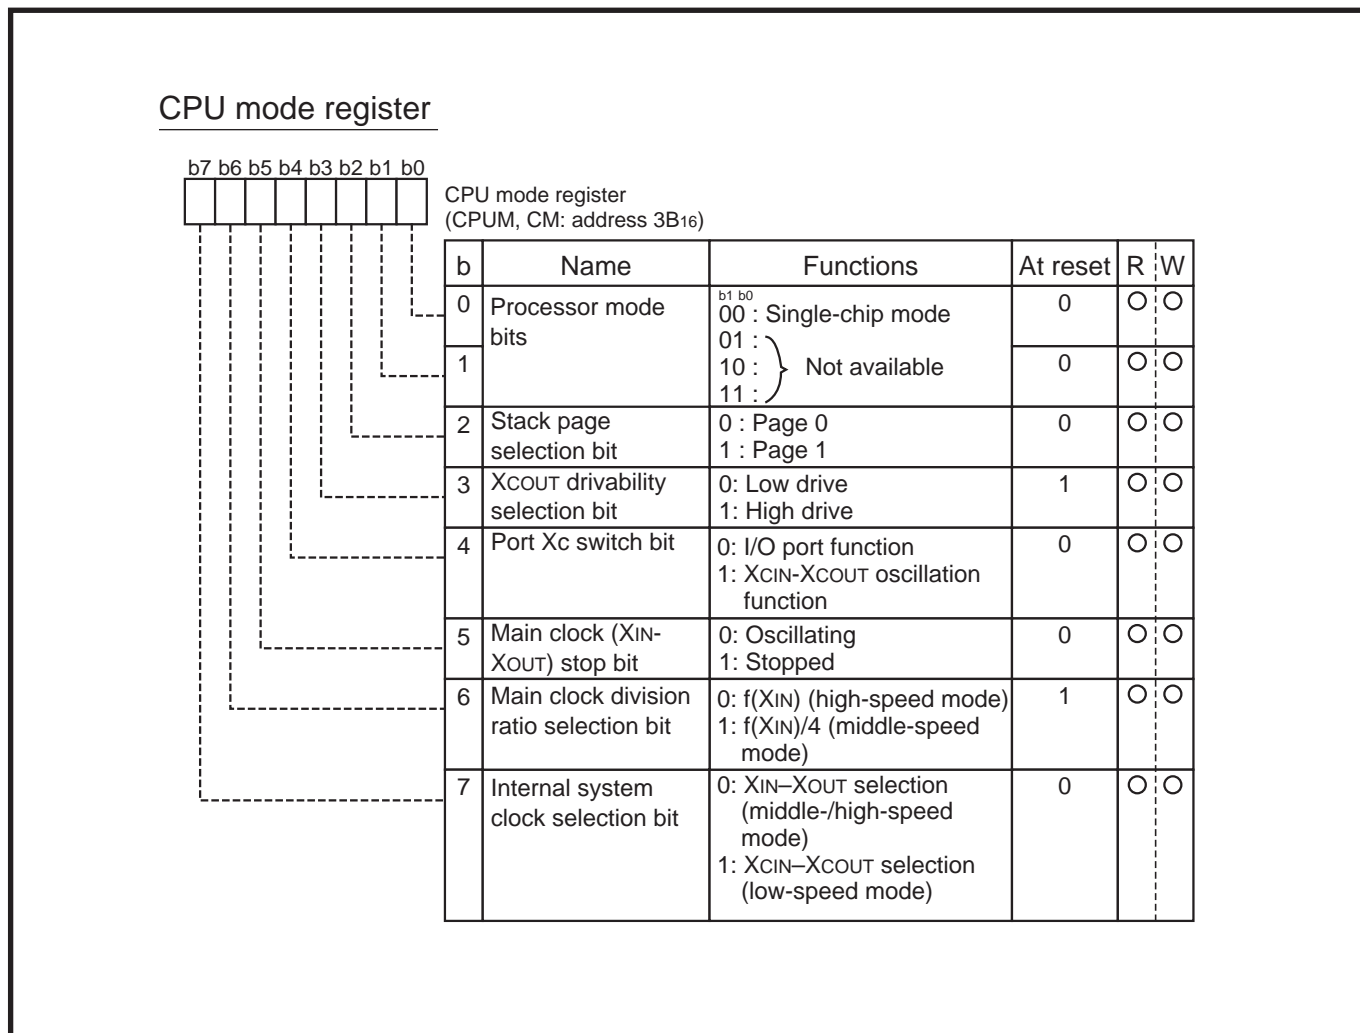 CPU mode register
b7 b6 b5 b4 b3 b2 b1 b0
CPU mode register
(CPUM, CM: address 3B16)
b Name Functions At reset R W
0 Processor mode bits
b1 b0
00 : Single-chip mode
01 :
10 : Not available
11 :
0 O O
1 0 O O
2 Stack page
selection bit
0 : Page 0
1 : Page 1
0 O O
3 XCOUT drivability
selection bit
0: Low drive
1: High drive
1 O O
4 Port Xc switch bit
0: I/O port function
1: XCIN-XCOUT oscillation
function
0 O O
5 Main clock (XIN-
XOUT) stop bit
0: Oscillating
1: Stopped
0 O O
6 Main clock division
ratio selection bit
0: f(XIN) (high-speed mode)
1: f(XIN)/4 (middle-speed
mode)
1 O O
7 Internal system
clock selection bit
0: XIN–XOUT selection
(middle-/high-speed
mode)
1: XCIN–XCOUT selection
(low-speed mode)
0 O O